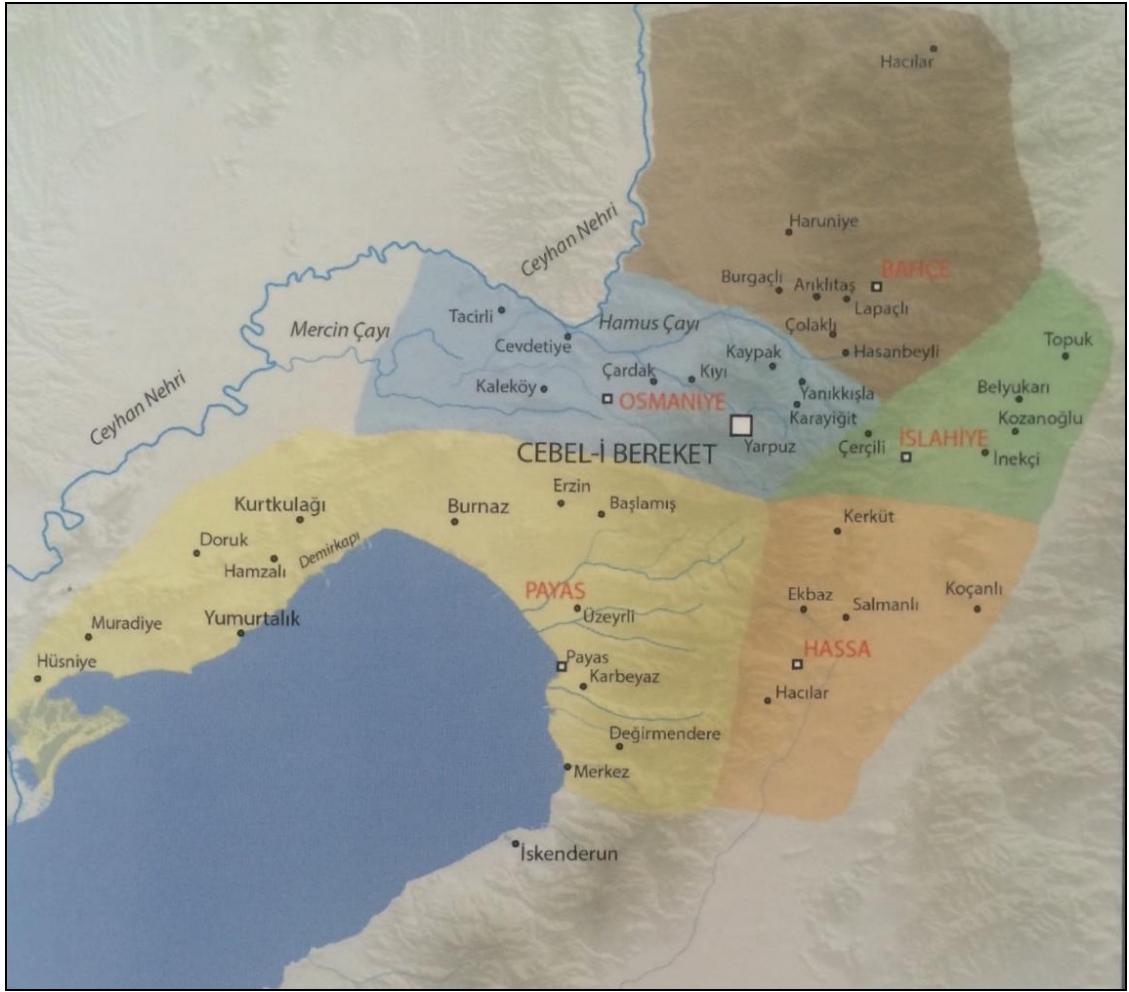 Hacılar
Haruniye
Ceyhan Nehri
BAHÇE
Burgaçlı
Arıklıtaş
Lapaçlı
Tacirli
Hamus Çayı
Mercin Çayı
Çolaklı
Topuk
Cevdetiye
Kaypak
Hasanbeyli
Çardak
Kıyı
Kaleköy
Yanıkkışla
Belyukarı
Ceyhan Nehri
OSMANİYE
Karayiğit
Kozanoğlu
İSLAHİYE
Yarpuz
Çerçili
CEBEL-İ BEREKET
İnekçi
Erzin
Kurtkulağı
Burnaz
Başlamış
Kerküt
Doruk
Demirkapı
Hamzalı
PAYAS
Ekbaz
Koçanlı
Salmanlı
Muradiye
Yumurtalık
Üzeyrli
HASSA
Hüsniye
Payas
Karbeyaz
Hacılar
Değirmendere
Merkez
İskenderun